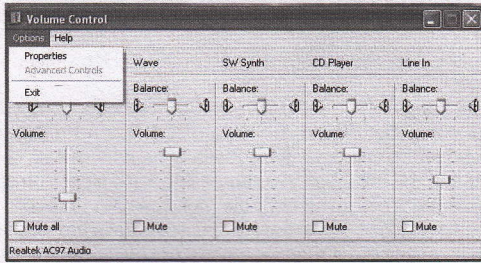 Volume Control
Options Help
Properties
Advanced Controls
Exit
Wave SW Synth CD Player Line In
Balance: Balance: Balance: Balance:
Volume: Volume: Volume: Volume: Volume:
Mute all Mute Mute Mute Mute
Realtek AC97 Audio